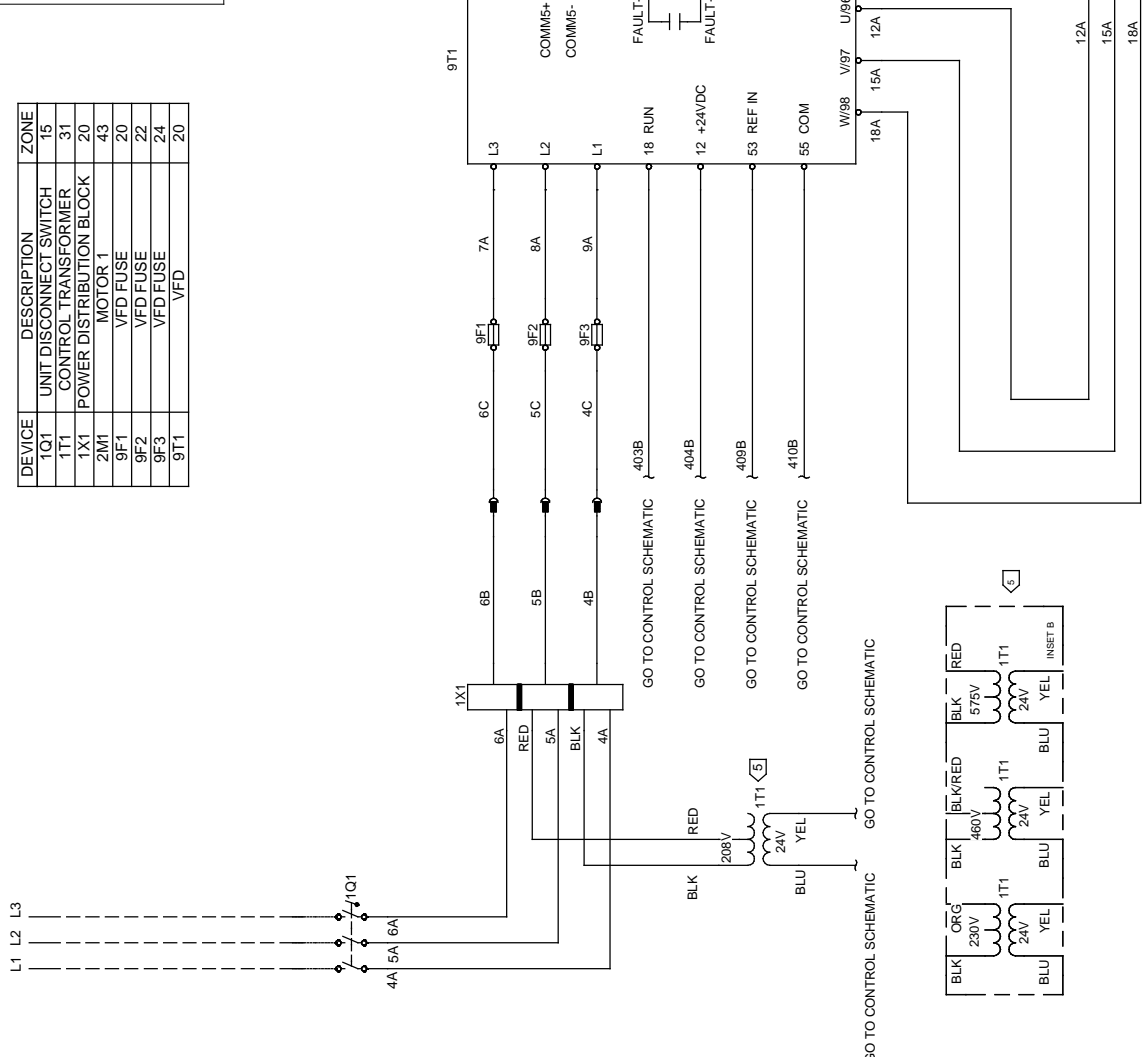 DEVICE DESCRIPTION ZONE
1Q1 UNIT DISCONNECT SWITCH 15
1T1 CONTROL TRANSFORMER 31
1X1 POWER DISTRIBUTION BLOCK 20
2M1 MOTOR 1 43
9F1 VFD FUSE 20
9F2 VFD FUSE 22
9F3 VFD FUSE 24
9T1 VFD 20
L3
L2
L1
1Q1
6A
5A
4A
1X1
6A
RED
5A
BLK
4A
6B
5B
4B
6C
5C
4C
9F1
9F2
9F3
7A
8A
9A
9T1
L3
L2
L1
18 RUN
12 +24VDC
53 REF IN
55 COM
COMM5+
COMM5-
FAULT-
FAULT-
U/96
12A
V/97
15A
W/98
18A
12A
15A
18A
GO TO CONTROL SCHEMATIC 403B
GO TO CONTROL SCHEMATIC 404B
GO TO CONTROL SCHEMATIC 409B
GO TO CONTROL SCHEMATIC 410B
BLK RED
208V
1T1
5
24V
BLU YEL
GO TO CONTROL SCHEMATIC
GO TO CONTROL SCHEMATIC
5
BLK ORG
230V
1T1
24V
BLU YEL
BLK BLK/RED
460V
1T1
24V
BLU YEL
BLK RED
575V
1T1
24V
BLU YEL
INSET B